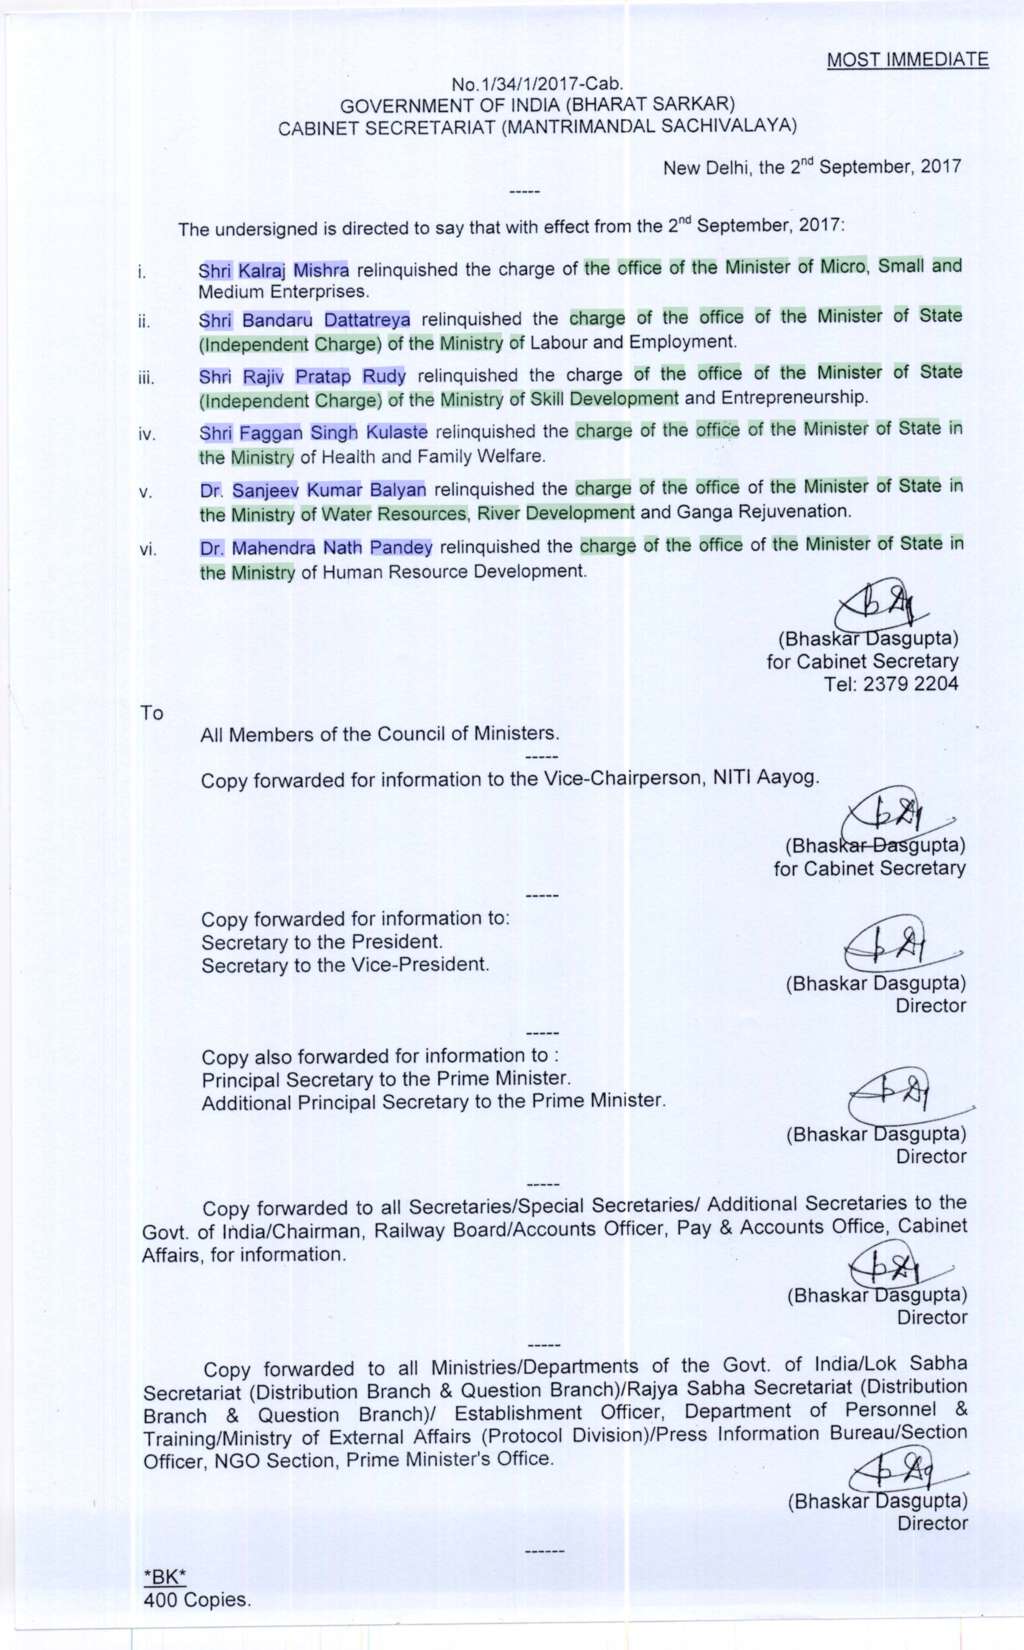 MOST IMMEDIATE
No.1/34/1/2017-Cab.
GOVERNMENT OF INDIA (BHARAT SARKAR)
CABINET SECRETARIAT (MANTRIMANDAL SACHIVALAYA)
New Delhi, the 2nd September, 2017
-----
The undersigned is directed to say that with effect from the 2nd September, 2017:
i. Shri Kalraj Mishra relinquished the charge of the office of the Minister of Micro, Small and
Medium Enterprises.
ii. Shri Bandaru Dattatreya relinquished the charge of the office of the Minister of State
(Independent Charge) of the Ministry of Labour and Employment.
iii. Shri Rajiv Pratap Rudy relinquished the charge of the office of the Minister of State
(Independent Charge) of the Ministry of Skill Development and Entrepreneurship.
iv. Shri Faggan Singh Kulaste relinquished the charge of the office of the Minister of State in
the Ministry of Health and Family Welfare.
v. Dr. Sanjeev Kumar Balyan relinquished the charge of the office of the Minister of State in
the Ministry of Water Resources, River Development and Ganga Rejuvenation.
vi. Dr. Mahendra Nath Pandey relinquished the charge of the office of the Minister of State in
the Ministry of Human Resource Development.
(Bhaskar Dasgupta)
for Cabinet Secretary
Tel: 2379 2204
To
All Members of the Council of Ministers.
-----
Copy forwarded for information to the Vice-Chairperson, NITI Aayog.
(Bhaskar Dasgupta)
for Cabinet Secretary
-----
Copy forwarded for information to:
Secretary to the President.
Secretary to the Vice-President.
(Bhaskar Dasgupta)
Director
-----
Copy also forwarded for information to :
Principal Secretary to the Prime Minister.
Additional Principal Secretary to the Prime Minister.
(Bhaskar Dasgupta)
Director
-----
Copy forwarded to all Secretaries/Special Secretaries/ Additional Secretaries to the
Govt. of India/Chairman, Railway Board/Accounts Officer, Pay & Accounts Office, Cabinet
Affairs, for information.
(Bhaskar Dasgupta)
Director
-----
Copy forwarded to all Ministries/Departments of the Govt. of India/Lok Sabha
Secretariat (Distribution Branch & Question Branch)/Rajya Sabha Secretariat (Distribution
Branch & Question Branch)/ Establishment Officer, Department of Personnel &
Training/Ministry of External Affairs (Protocol Division)/Press Information Bureau/Section
Officer, NGO Section, Prime Minister's Office.
(Bhaskar Dasgupta)
Director
------
*BK*
400 Copies.